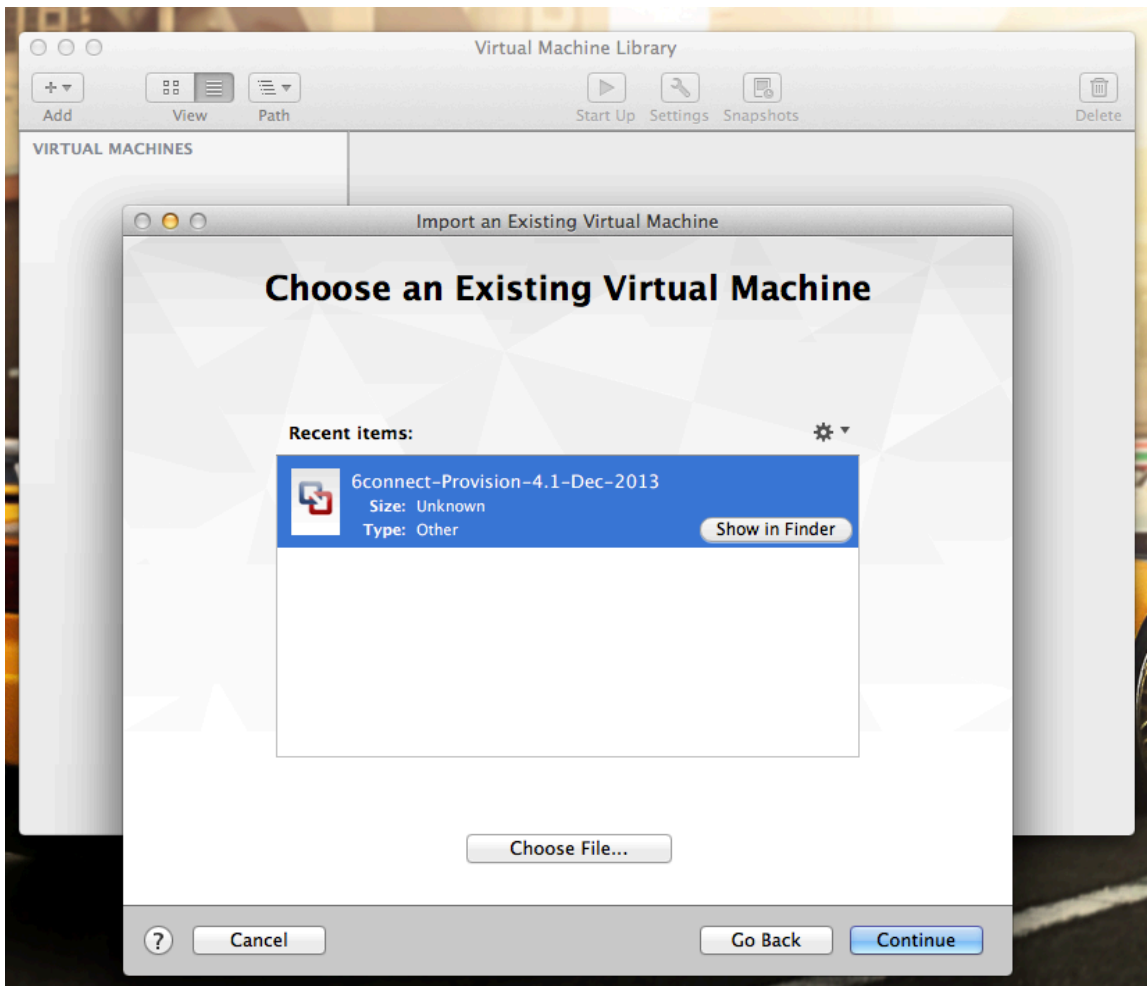 Virtual Machine Library
Add
View
Path
Start Up
Settings
Snapshots
Delete
VIRTUAL MACHINES
Import an Existing Virtual Machine
Choose an Existing Virtual Machine
Recent items:
6connect-Provision-4.1-Dec-2013
Size: Unknown
Type: Other
Show in Finder
Choose File...
?
Cancel
Go Back
Continue